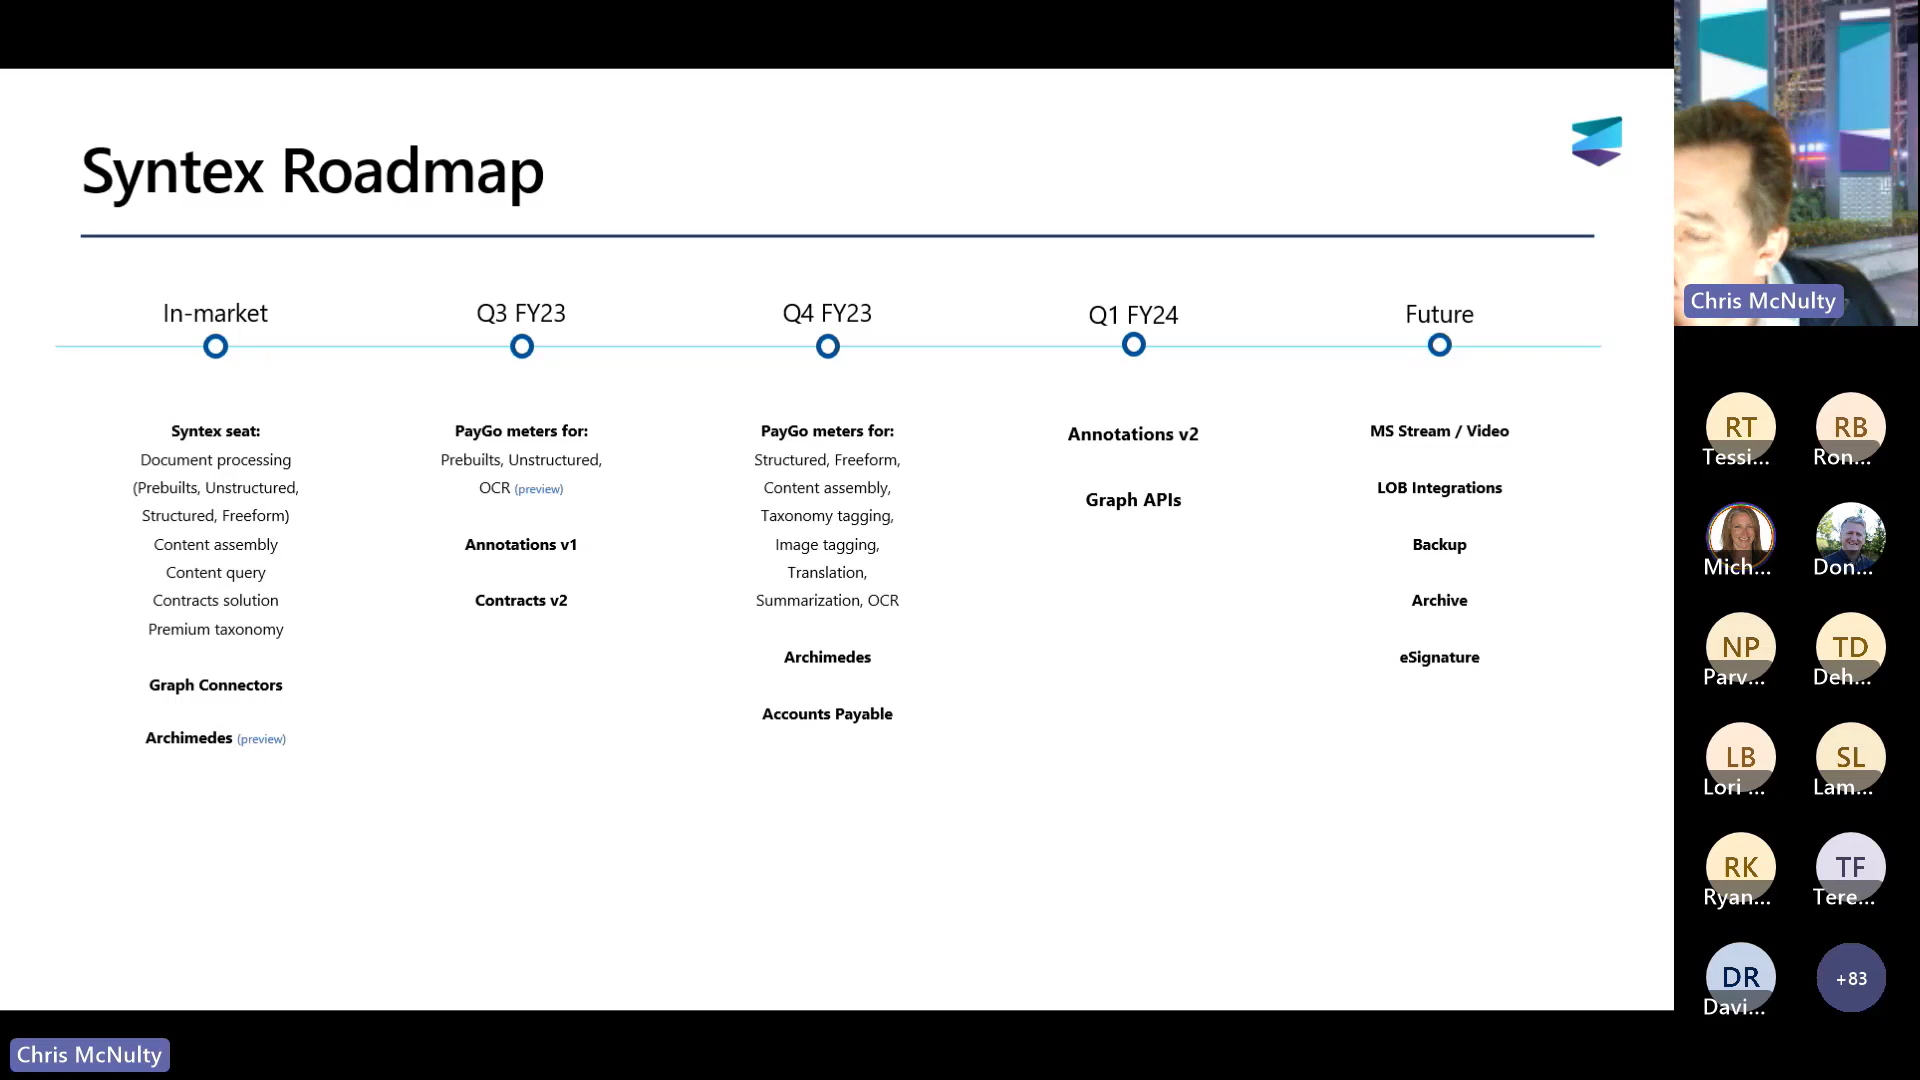 Syntex Roadmap
In-market
Q3 FY23
Q4 FY23
Q1 FY24
Future
Syntex seat:
Document processing
(Prebuilts, Unstructured,
Structured, Freeform)
Content assembly
Content query
Contracts solution
Premium taxonomy
Graph Connectors
Archimedes (preview)
PayGo meters for:
Prebuilts, Unstructured,
OCR (preview)
Annotations v1
Contracts v2
PayGo meters for:
Structured, Freeform,
Content assembly,
Taxonomy tagging,
Image tagging,
Translation,
Summarization, OCR
Archimedes
Accounts Payable
Annotations v2
Graph APIs
MS Stream / Video
LOB Integrations
Backup
Archive
eSignature
Chris McNulty
RT
Tessi...
RB
Ron...
Mich...
Don...
NP
Parv...
TD
Deh...
LB
Lori ...
SL
Lam...
RK
Ryan...
TF
Tere...
DR
Davi...
+83
Chris McNulty